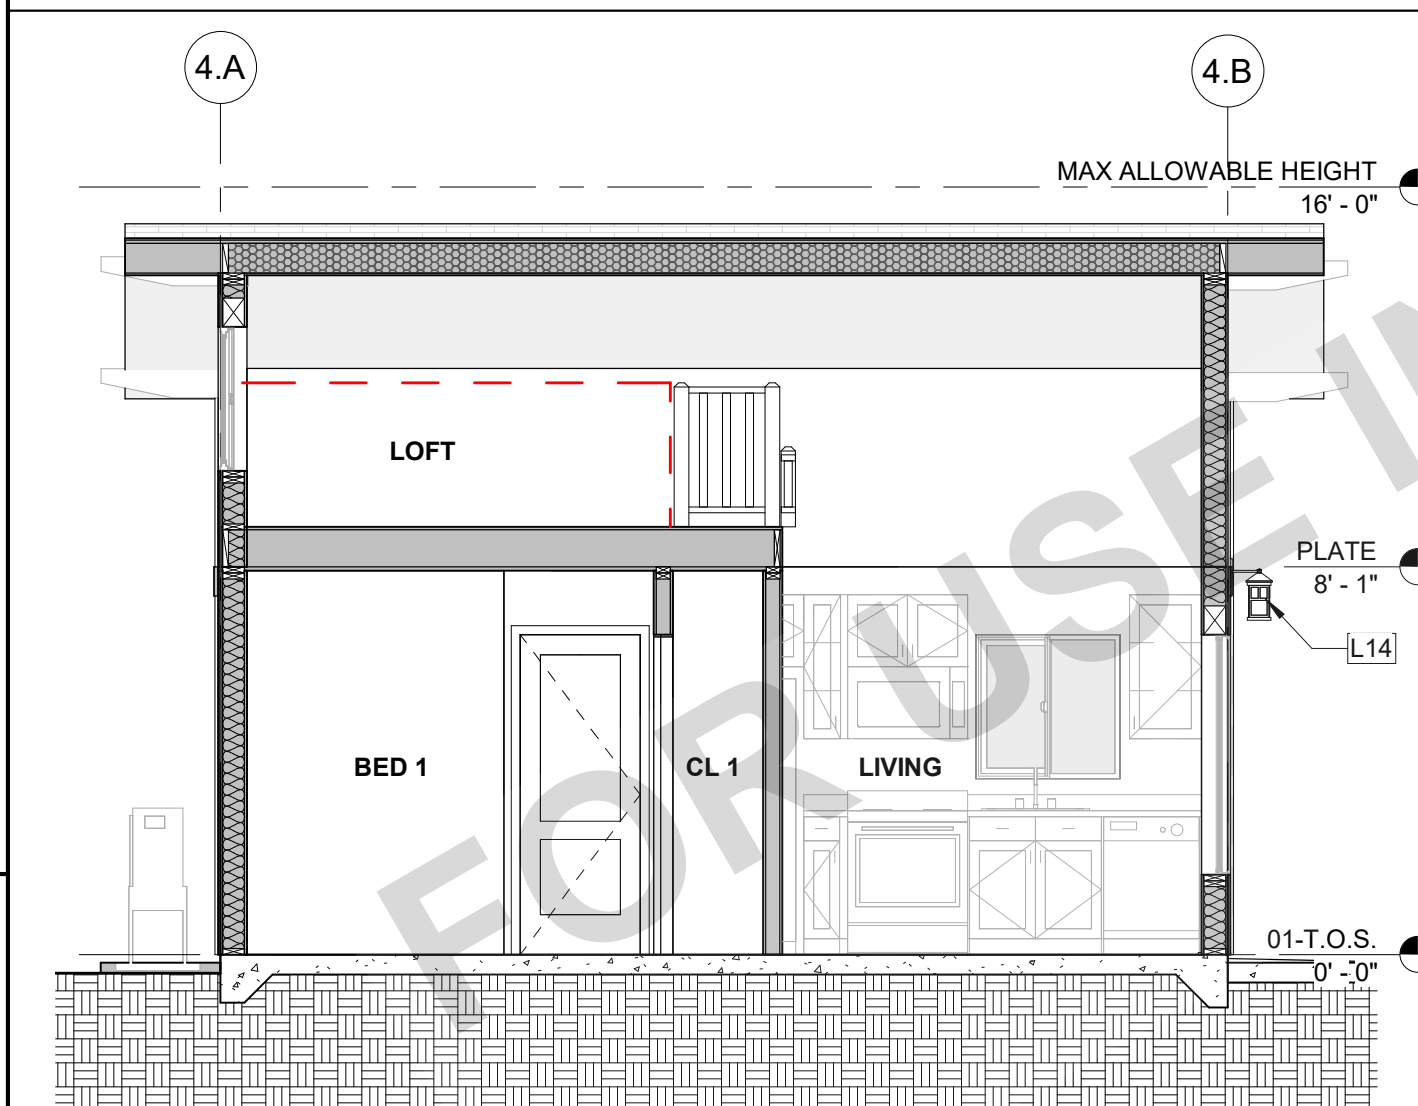 4.A
4.B
MAX ALLOWABLE HEIGHT
16' - 0"
LOFT
PLATE
8' - 1"
L14
BED 1
CL 1
LIVING
01-T.O.S.
0' - 0"
FOR USE IN